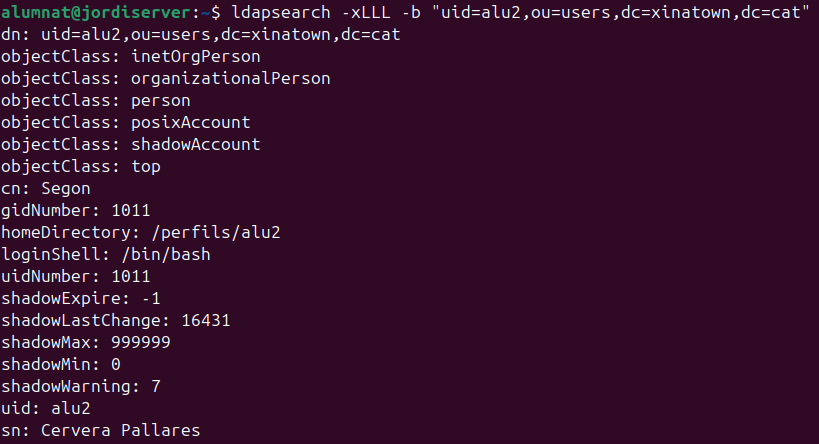 alumnat@jordiserver:~$ ldapsearch -xLLL -b "uid=alu2,ou=users,dc=xinatown,dc=cat"
dn: uid=alu2,ou=users,dc=xinatown,dc=cat
objectClass: inetOrgPerson
objectClass: organizationalPerson
objectClass: person
objectClass: posixAccount
objectClass: shadowAccount
objectClass: top
cn: Segon
gidNumber: 1011
homeDirectory: /perfils/alu2
loginShell: /bin/bash
uidNumber: 1011
shadowExpire: -1
shadowLastChange: 16431
shadowMax: 999999
shadowMin: 0
shadowWarning: 7
uid: alu2
sn: Cervera Pallares